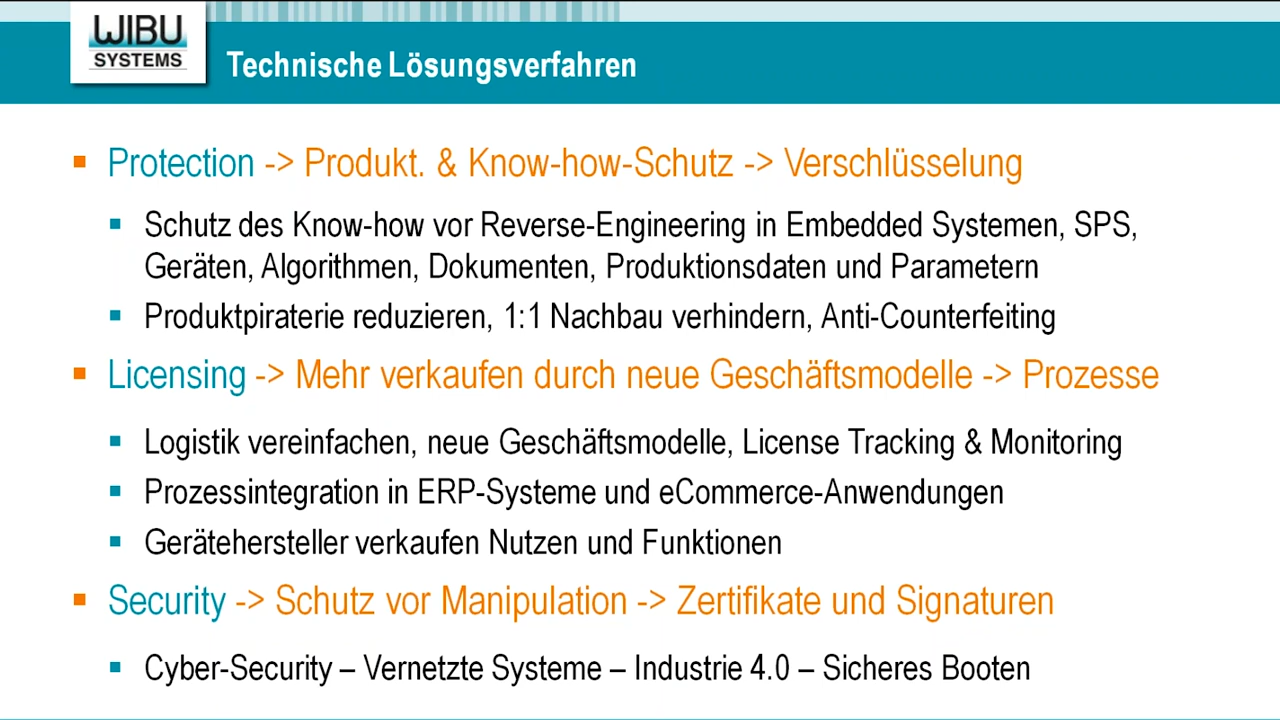 WIBU
SYSTEMS
Technische Lösungsverfahren
Protection -> Produkt. & Know-how-Schutz -> Verschlüsselung
Schutz des Know-how vor Reverse-Engineering in Embedded Systemen, SPS,
Geräten, Algorithmen, Dokumenten, Produktionsdaten und Parametern
Produktpiraterie reduzieren, 1:1 Nachbau verhindern, Anti-Counterfeiting
Licensing -> Mehr verkaufen durch neue Geschäftsmodelle -> Prozesse
Logistik vereinfachen, neue Geschäftsmodelle, License Tracking & Monitoring
Prozessintegration in ERP-Systeme und eCommerce-Anwendungen
Gerätehersteller verkaufen Nutzen und Funktionen
Security -> Schutz vor Manipulation -> Zertifikate und Signaturen
Cyber-Security – Vernetzte Systeme – Industrie 4.0 – Sicheres Booten